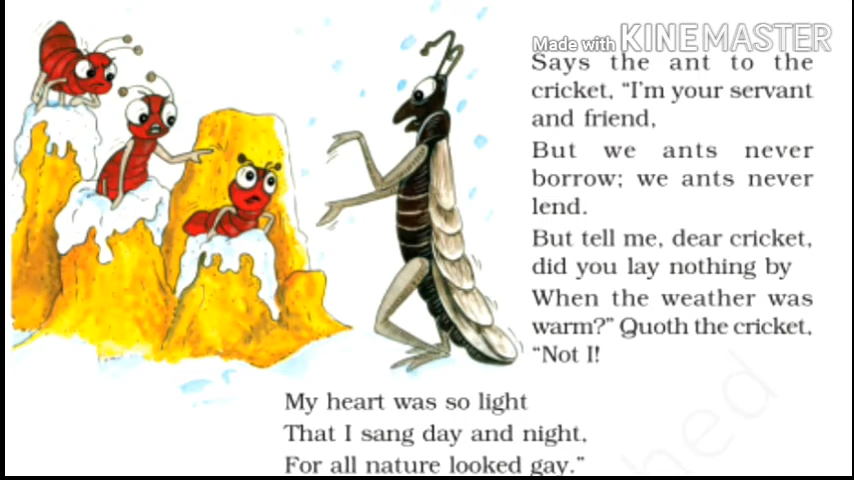 Made with KINEMASTER
Says the ant to the
cricket, “I’m your servant
and friend,
But we ants never
borrow; we ants never
lend.
But tell me, dear cricket,
did you lay nothing by
When the weather was
warm?” Quoth the cricket,
“Not I!
My heart was so light
That I sang day and night,
For all nature looked gay.”
hed